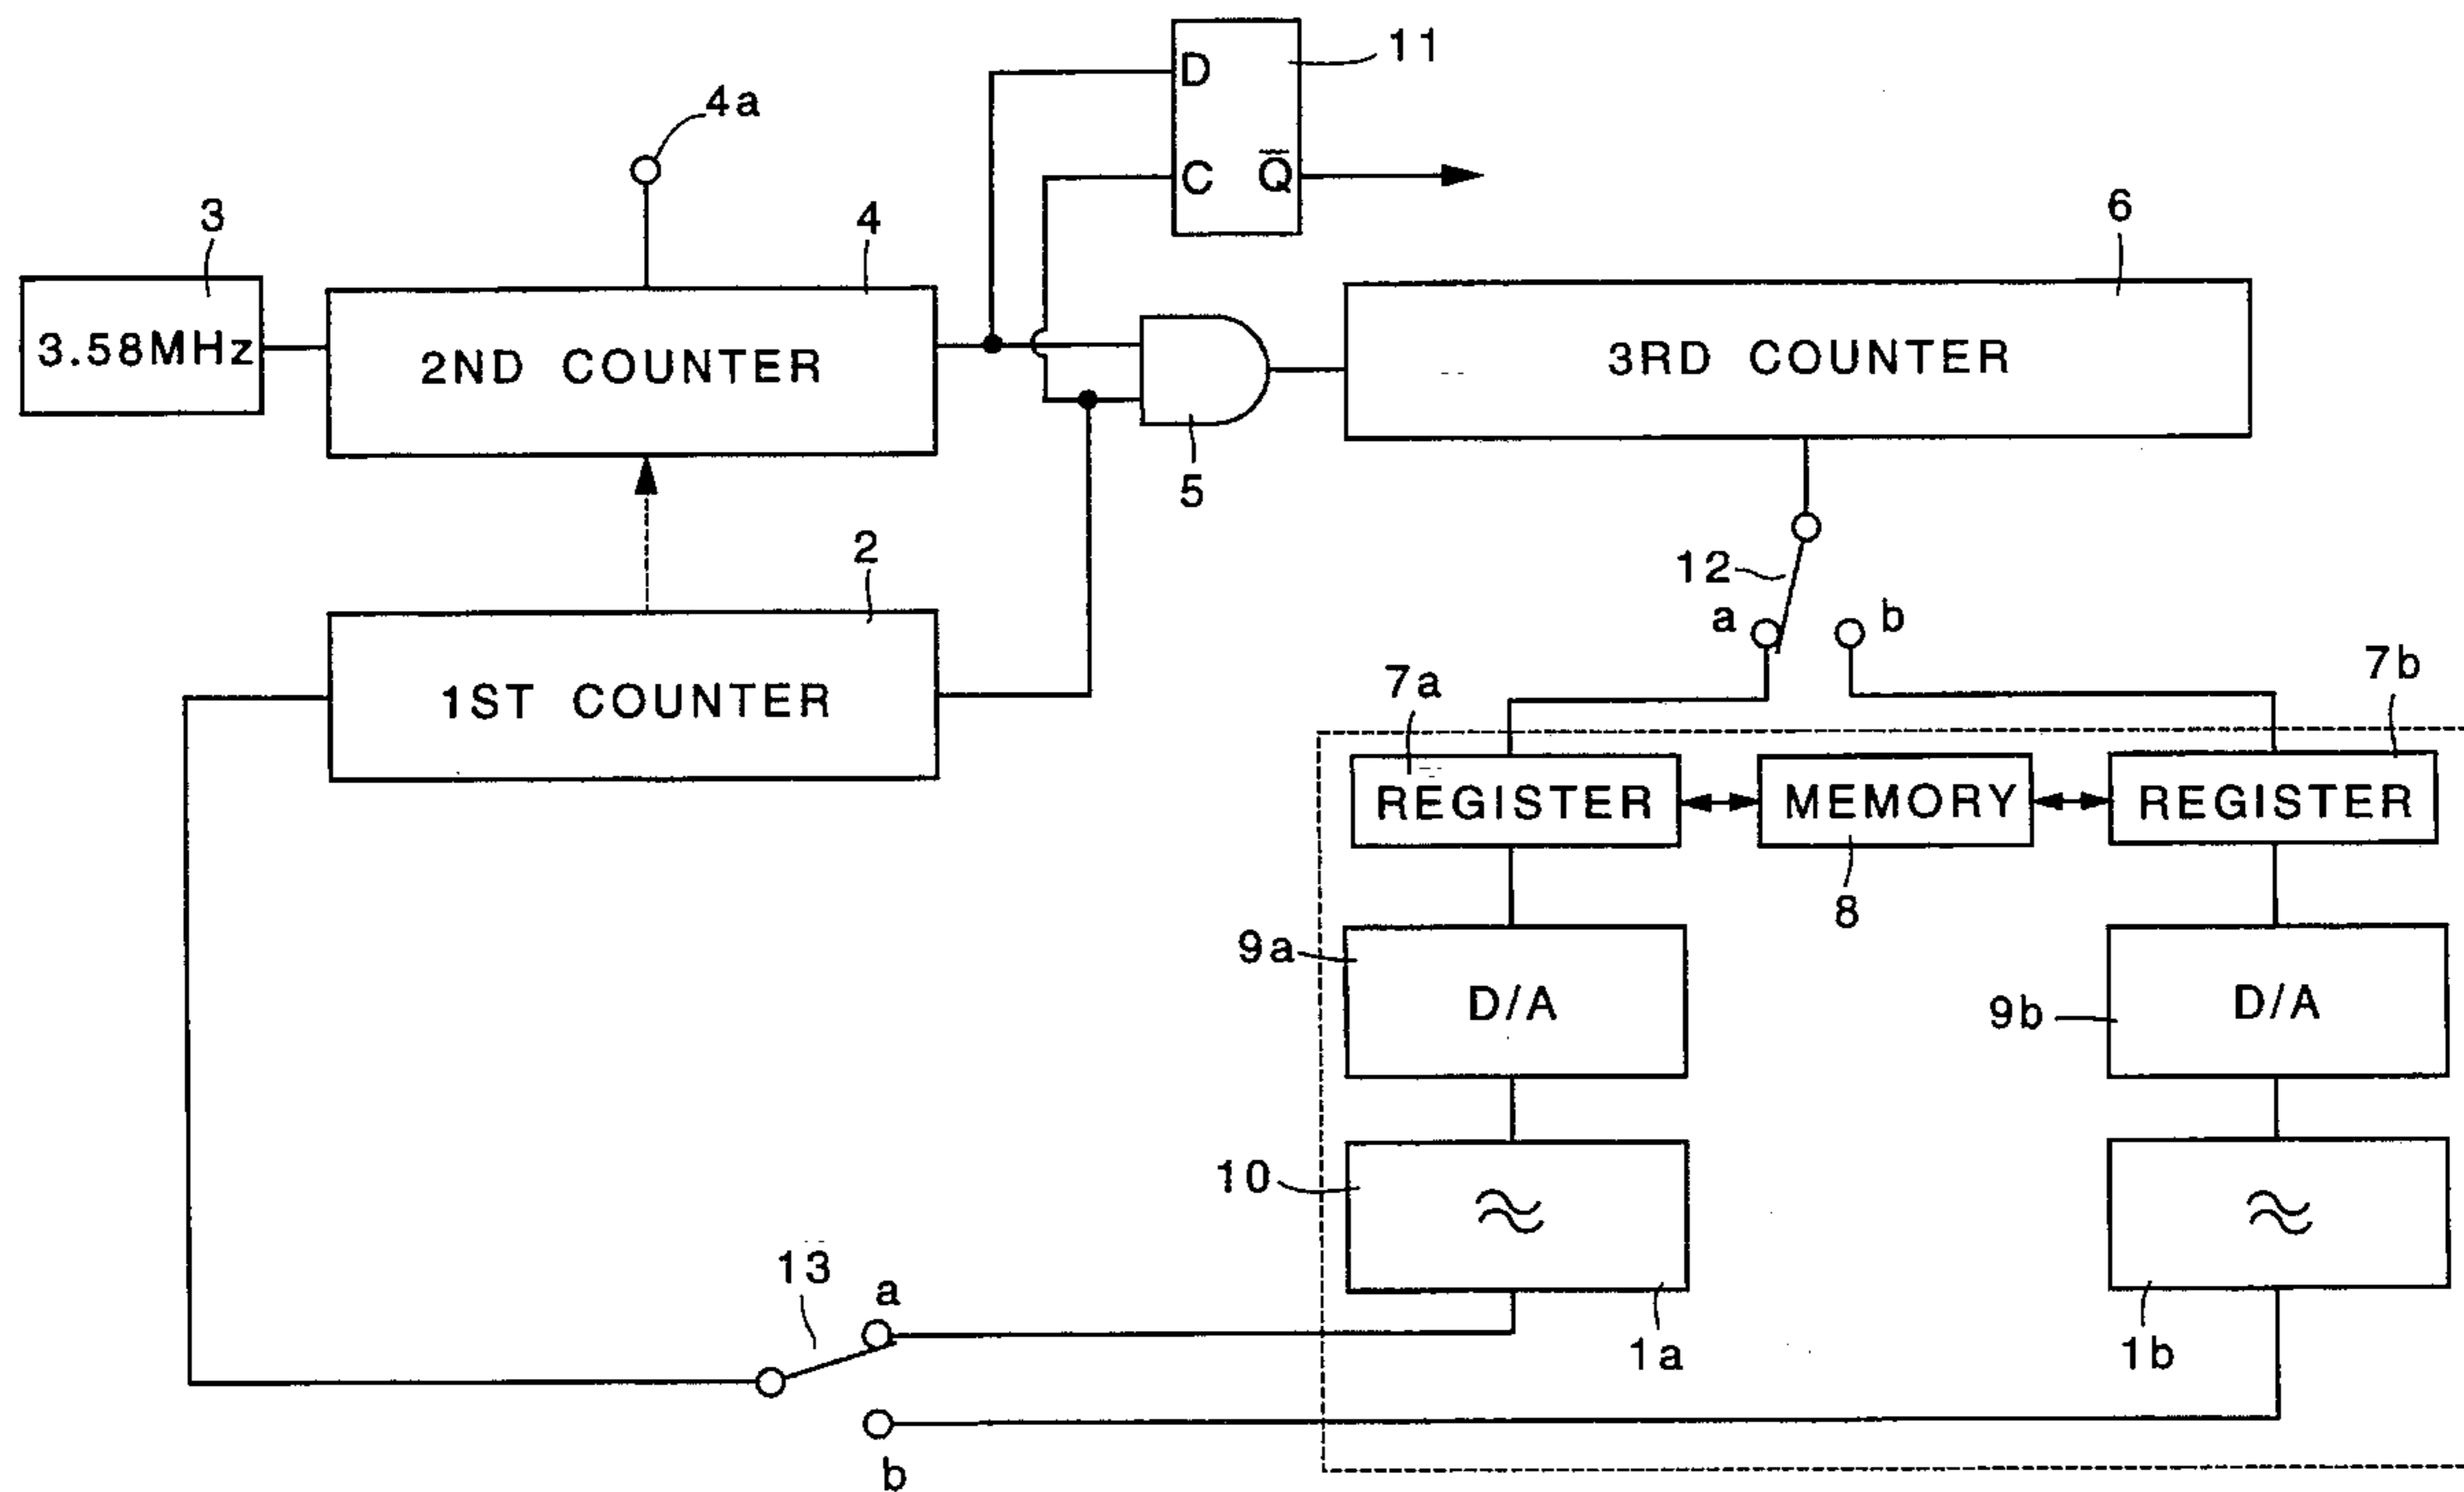 11
D
4a
C Q̅
3
4
6
3.58MHz
2ND COUNTER
3RD COUNTER
5
2
12
a
b
7a
7b
1ST COUNTER
REGISTER
MEMORY
REGISTER
8
9a
D/A
9b
D/A
10
≈
≈
13
a
1a
1b
b